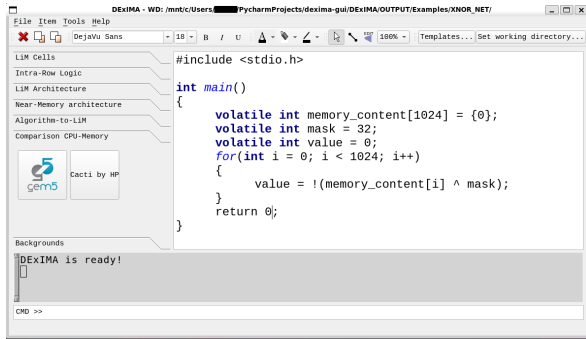 DExIMA - WD: /mnt/c/Users/ /PycharmProjects/dexima-gui/DExIMA/OUTPUT/Examples/XNOR_NET/
File Item Tools Help
DejaVu Sans 18 B I U A 100% Templates... Set working directory...
LiM Cells
Intra-Row Logic
LiM Architecture
Near-Memory architecture
Algorithm-to-LiM
Comparison CPU-Memory
gem5
Cacti by HP
Backgrounds
#include <stdio.h>
int main()
{
volatile int memory_content[1024] = {0};
volatile int mask = 32;
volatile int value = 0;
for(int i = 0; i < 1024; i++)
{
value = !(memory_content[i] ^ mask);
}
return 0;
}
DExIMA is ready!
CMD >>